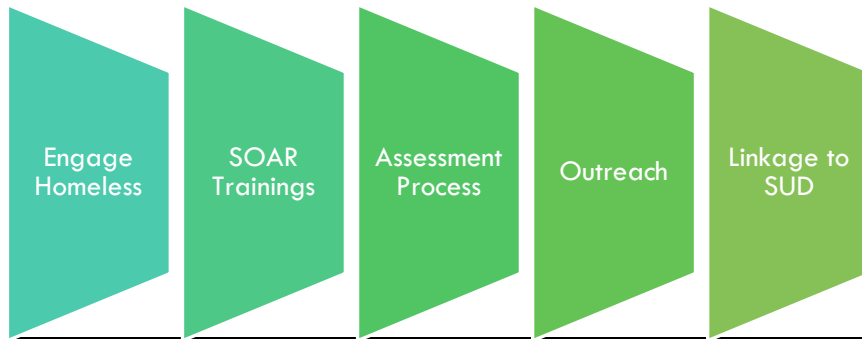 Engage
Homeless
SOAR
Trainings
Assessment
Process
Outreach
Linkage to
SUD